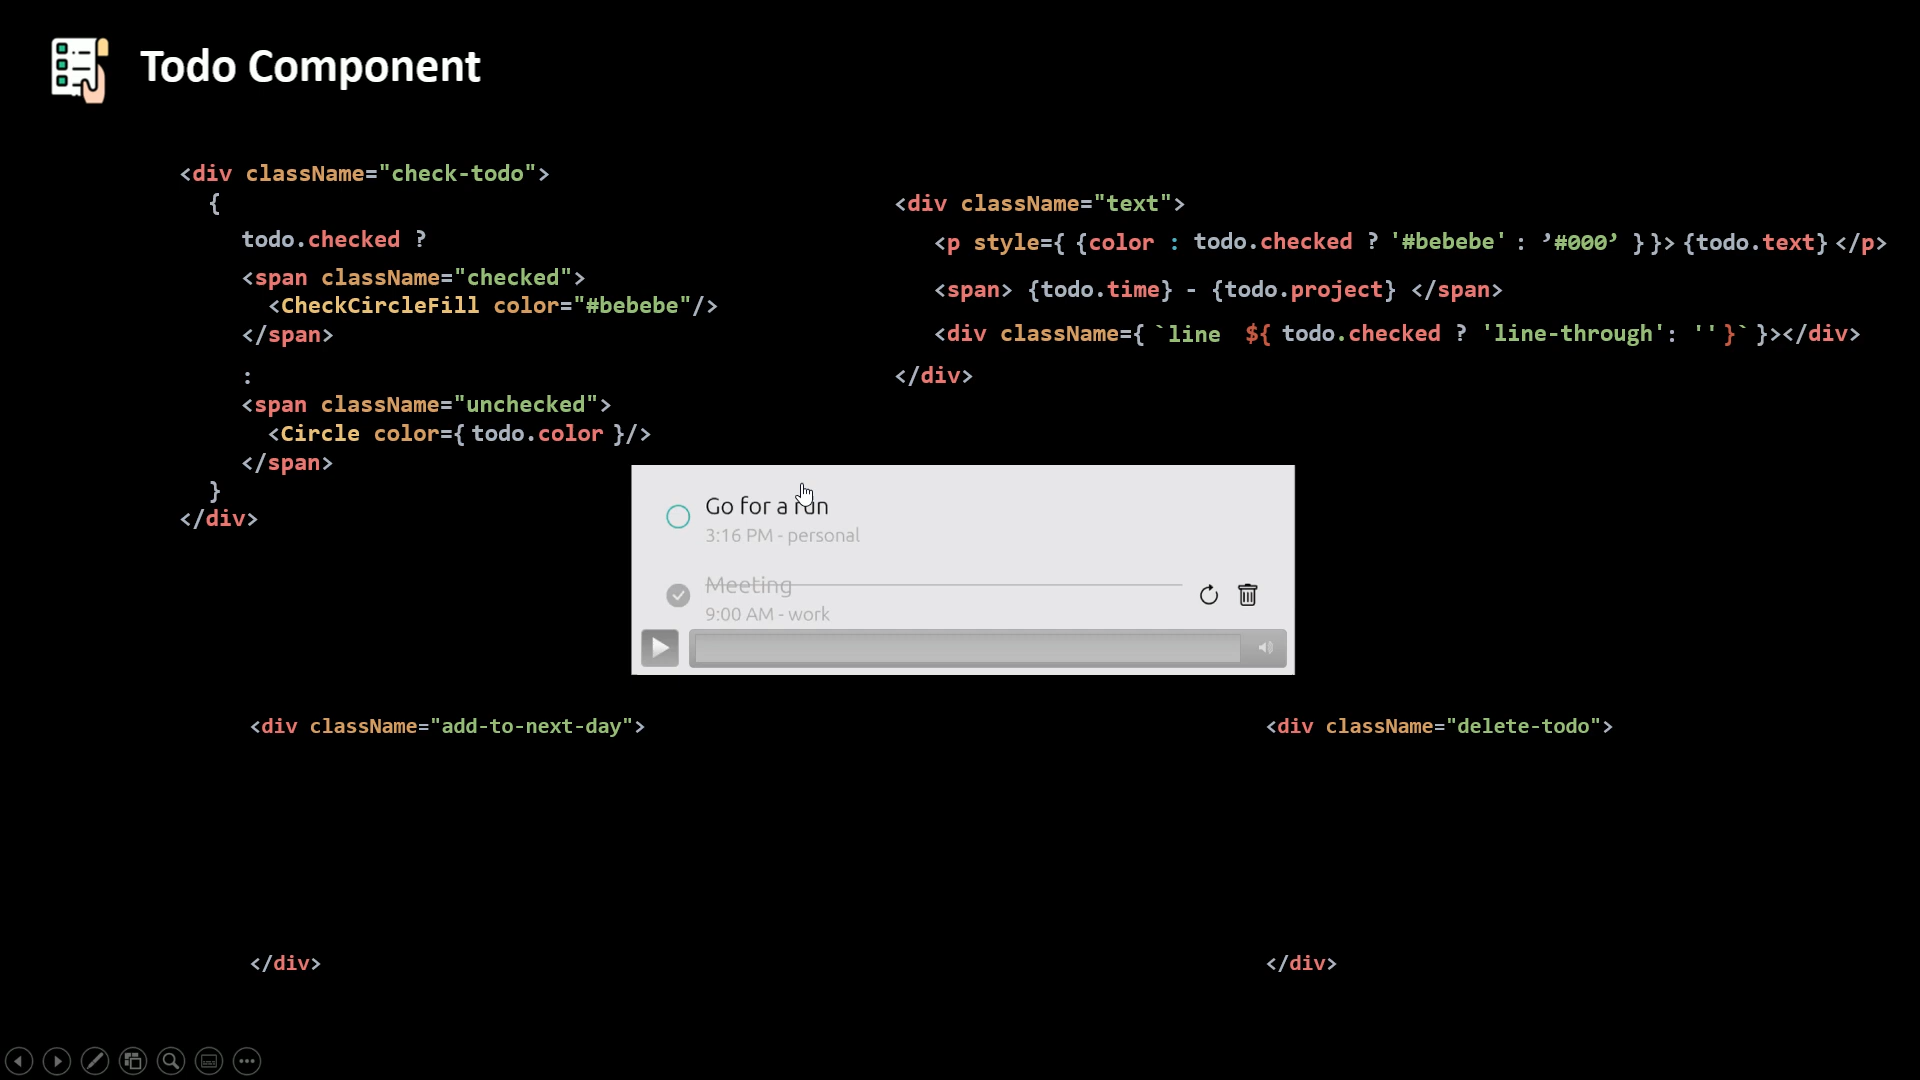 Todo Component
<div className="check-todo">
{
todo.checked ?
<span className="checked">
<CheckCircleFill color="#bebebe"/>
</span>
:
<span className="unchecked">
<Circle color={todo.color }/>
</span>
}
</div>
<div className="text">
<p style={ {color : todo.checked ? '#bebebe' : ’#000’ } }> {todo.text} </p>
<span> {todo.time} - {todo.project} </span>
<div className={ `line ${ todo.checked ? 'line-through': '' }` }></div>
</div>
Go for a run
3:16 PM - personal
Meeting
9:00 AM - work
<div className="add-to-next-day">
</div>
<div className="delete-todo">
</div>